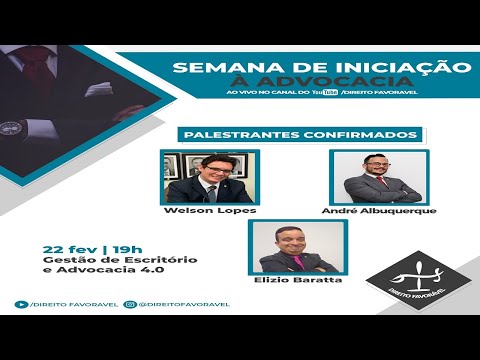 SEMANA DE INICIAÇÃO
À ADVOCACIA
AO VIVO NO CANAL DO YouTube /DIREITO FAVORAVEL
PALESTRANTES CONFIRMADOS
Welson Lopes
André Albuquerque
22 fev | 19h
Gestão de Escritório
e Advocacia 4.0
Elizio Baratta
DIREITO FAVORÁVEL
/DIREITO FAVORAVEL
@DIREITOFAVORAVEL